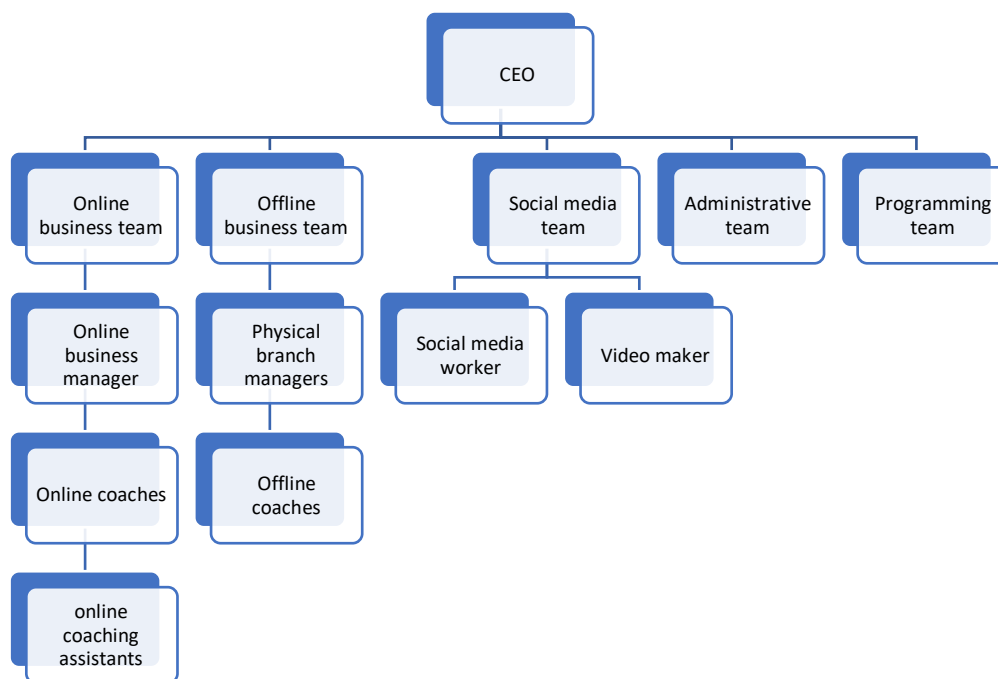 CEO
Online
business team
Offline
business team
Social media
team
Administrative
team
Programming
team
Online
business
manager
Physical
branch
managers
Social media
worker
Video maker
Online coaches
Offline
coaches
online
coaching
assistants